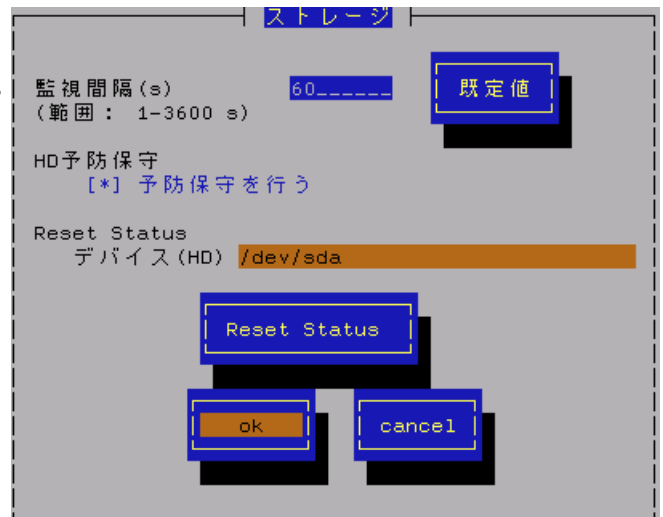 ストレージ
監視間隔(s) 60______ 既定値
(範囲： 1-3600 s)
HD予防保守
[*] 予防保守を行う
Reset Status
デバイス(HD) /dev/sda
Reset Status
ok cancel